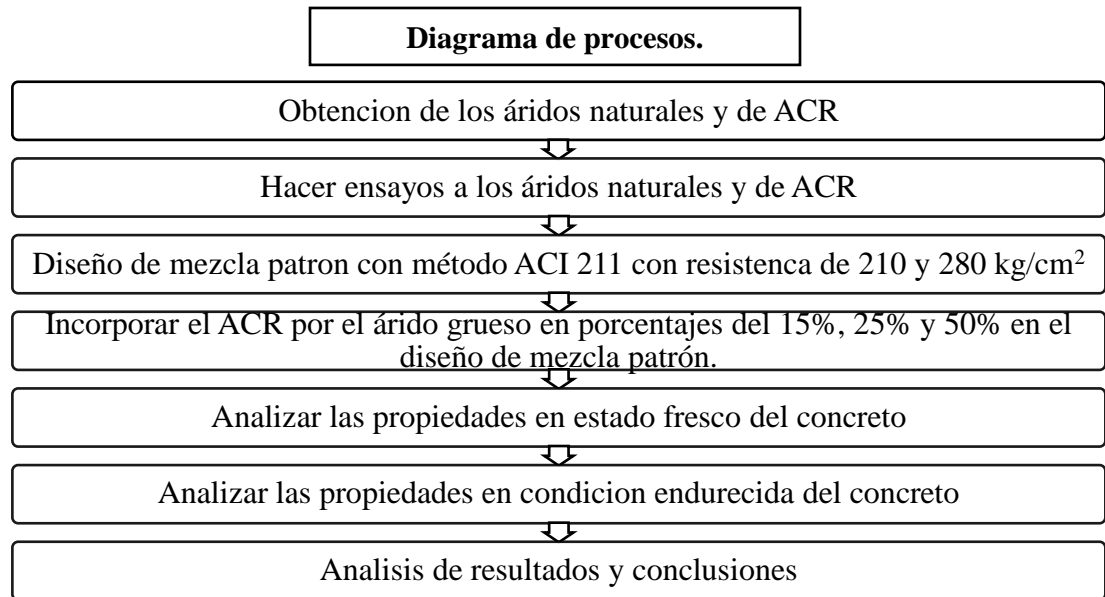 Diagrama de procesos.
Obtencion de los áridos naturales y de ACR
Hacer ensayos a los áridos naturales y de ACR
Diseño de mezcla patron con método ACI 211 con resistenca de 210 y 280 kg/cm²
Incorporar el ACR por el árido grueso en porcentajes del 15%, 25% y 50% en el
diseño de mezcla patrón.
Analizar las propiedades en estado fresco del concreto
Analizar las propiedades en condicion endurecida del concreto
Analisis de resultados y conclusiones